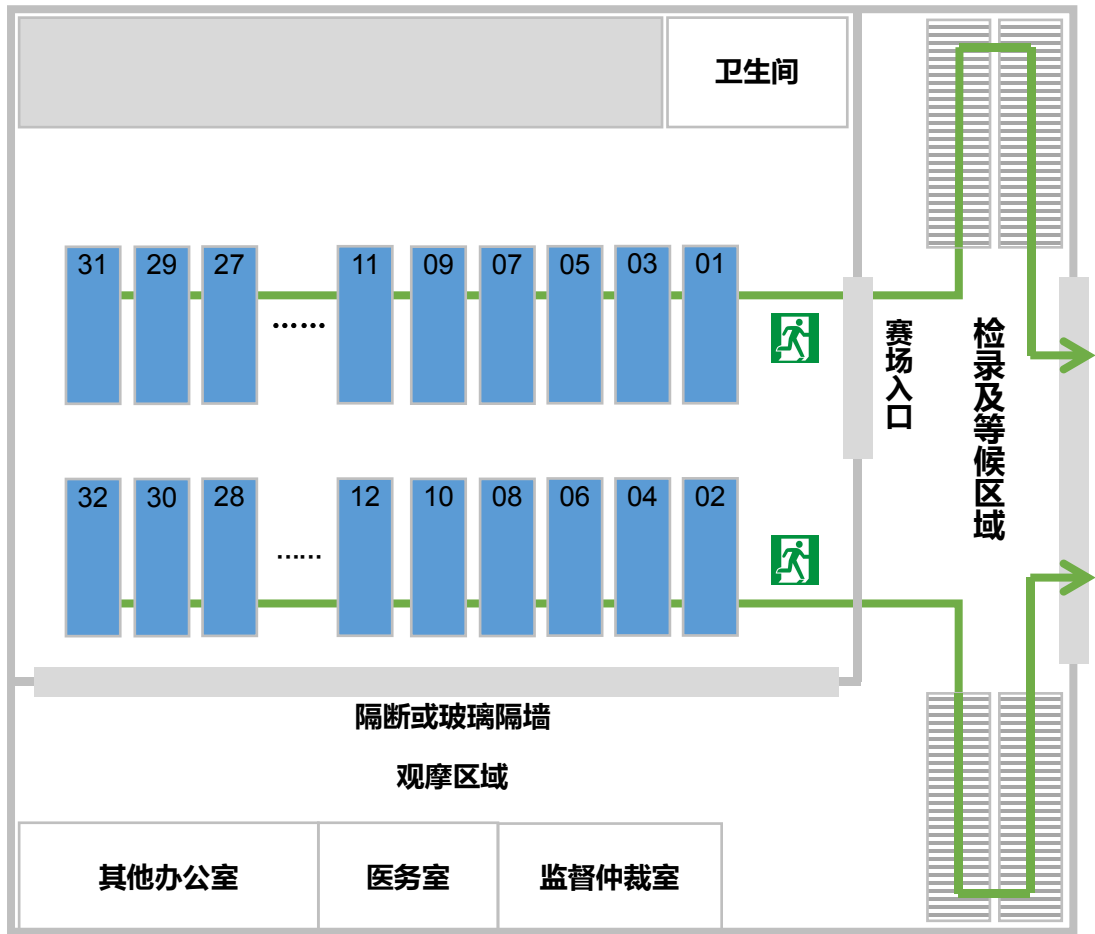 卫生间
31 29 27 11 09 07 05 03 01
……
赛场入口
检录及等候区域
32 30 28 12 10 08 06 04 02
……
隔断或玻璃隔墙
观摩区域
其他办公室 医务室 监督仲裁室